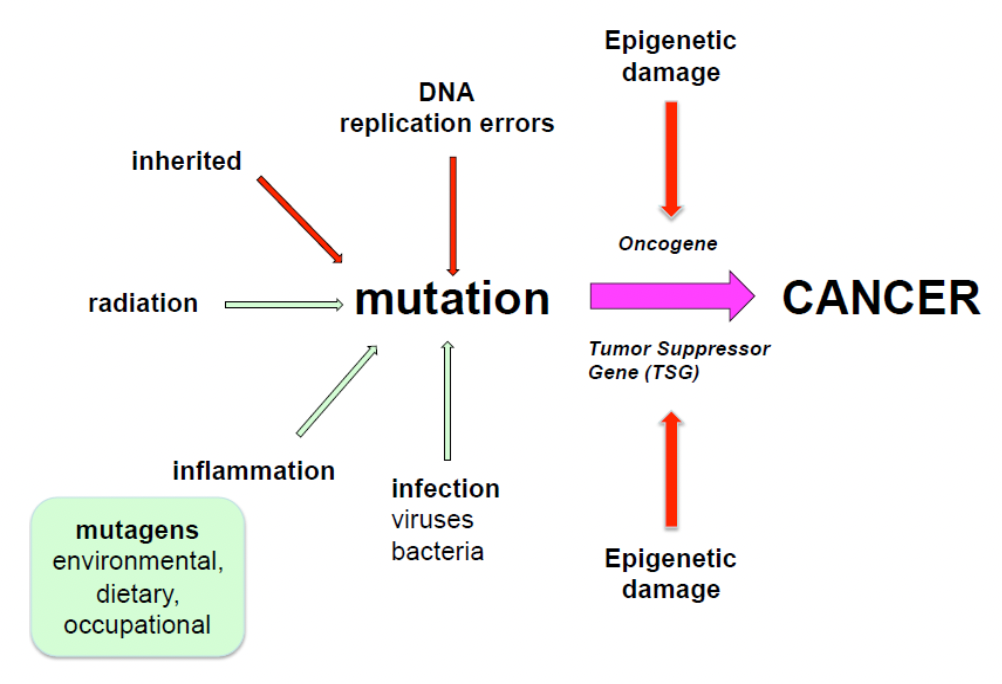 Epigenetic
damage
DNA
replication errors
inherited
Oncogene
radiation
mutation
CANCER
Tumor Suppressor
Gene (TSG)
inflammation
infection
viruses
bacteria
mutagens
environmental,
dietary,
occupational
Epigenetic
damage